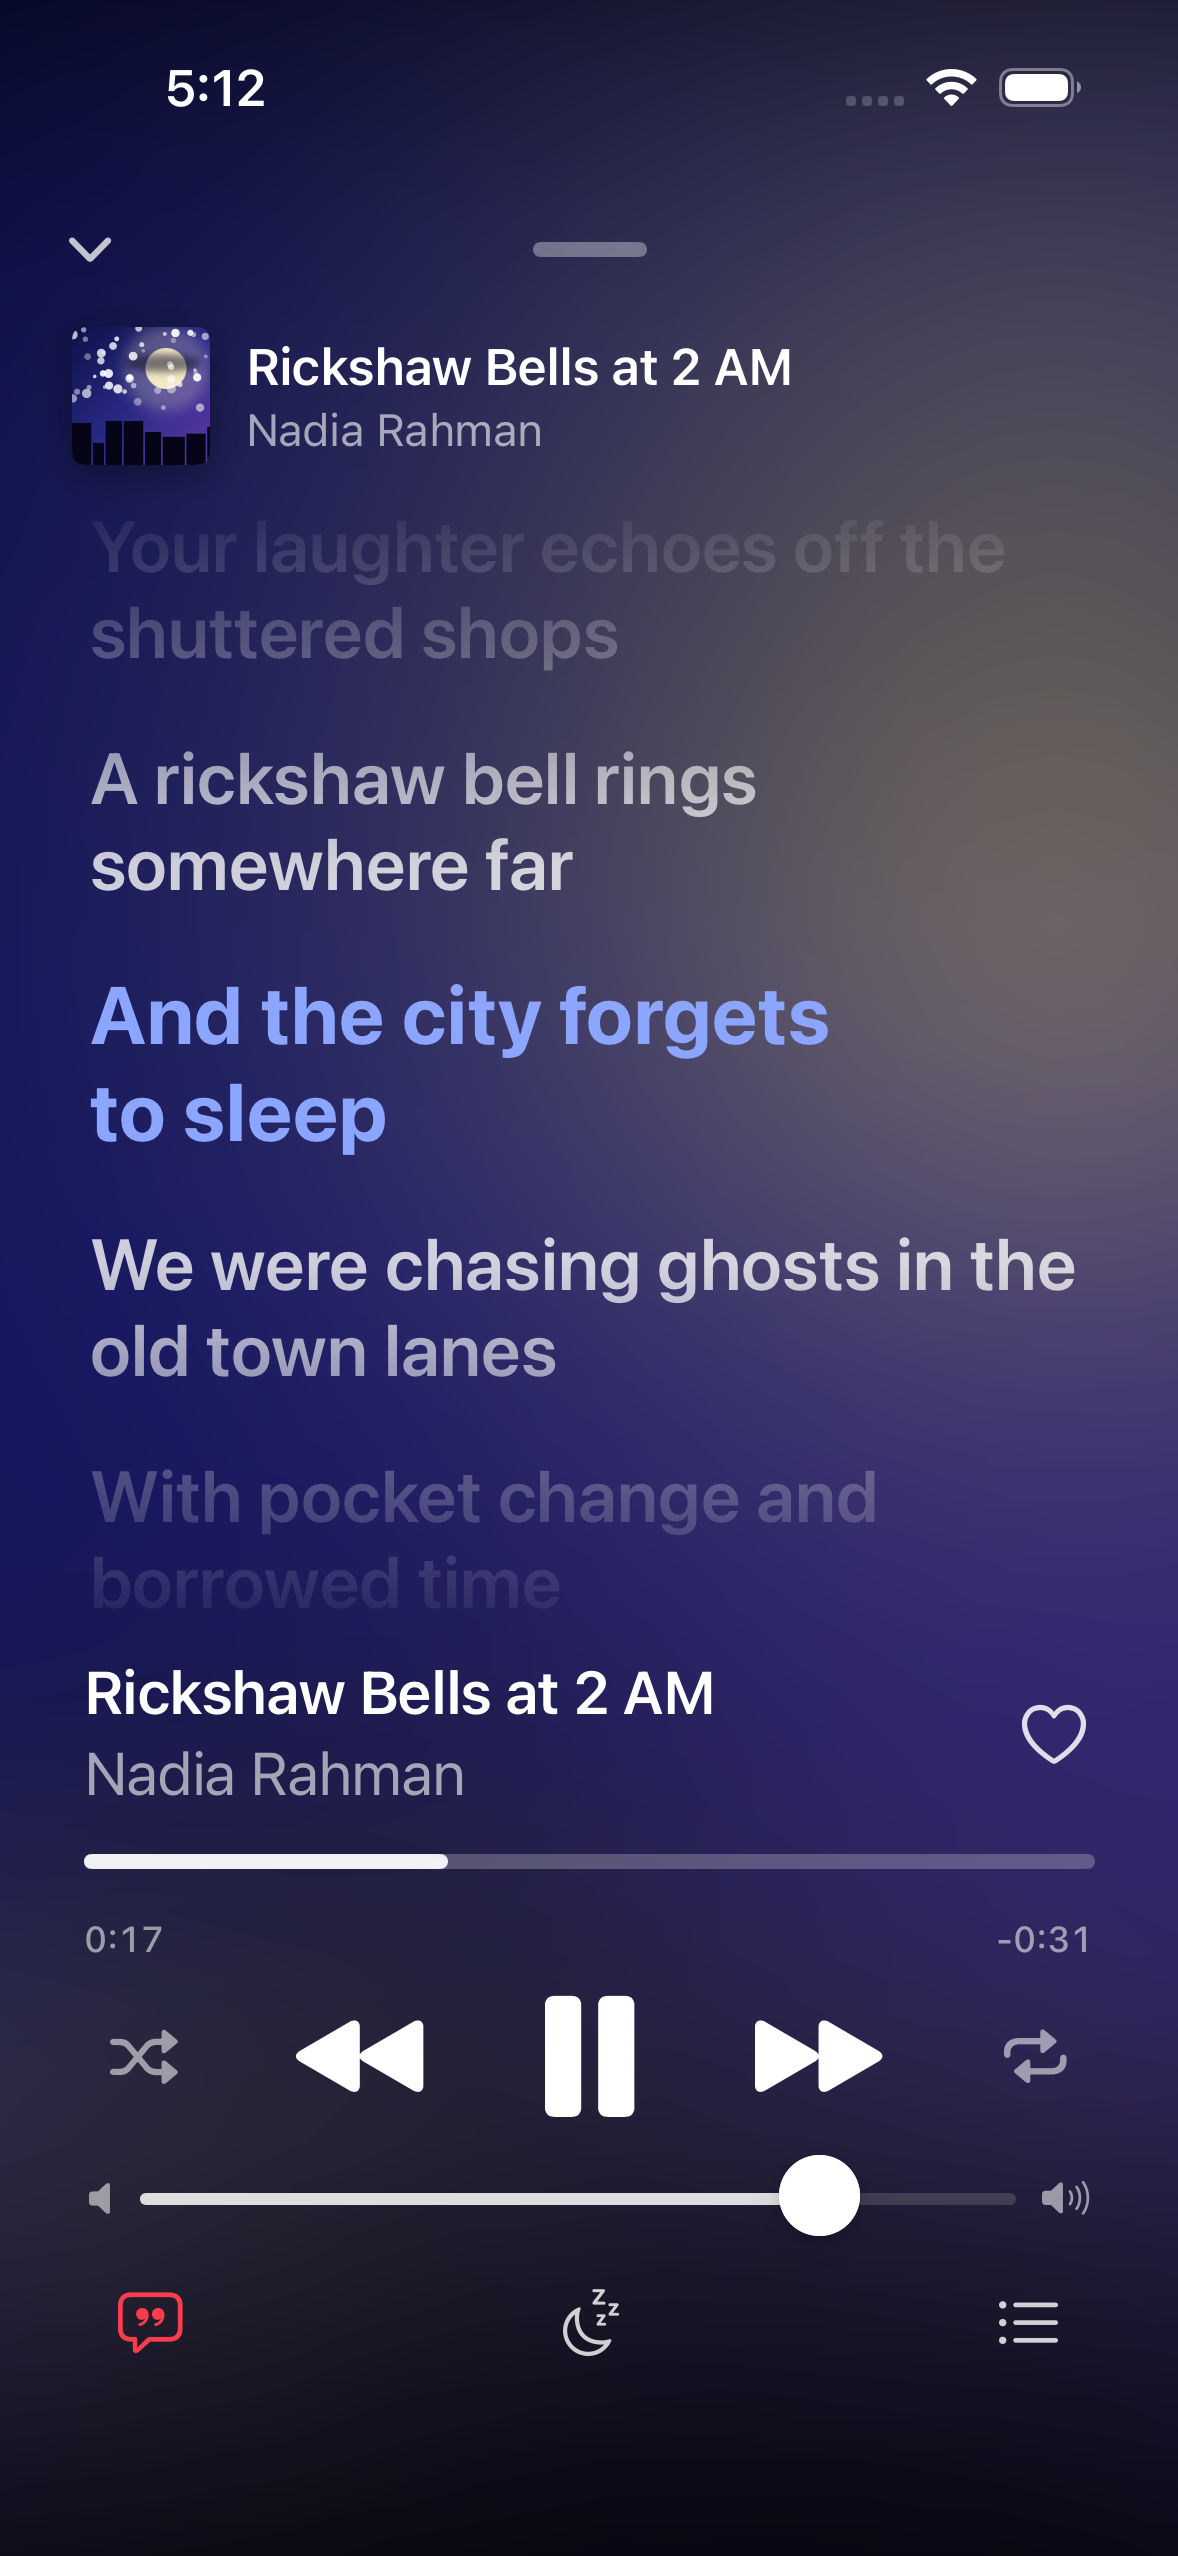 5:12
Rickshaw Bells at 2 AM
Nadia Rahman
Your laughter echoes off the
shuttered shops
A rickshaw bell rings
somewhere far
And the city forgets
to sleep
We were chasing ghosts in the
old town lanes
With pocket change and
borrowed time
Rickshaw Bells at 2 AM
Nadia Rahman
0:17
-0:31